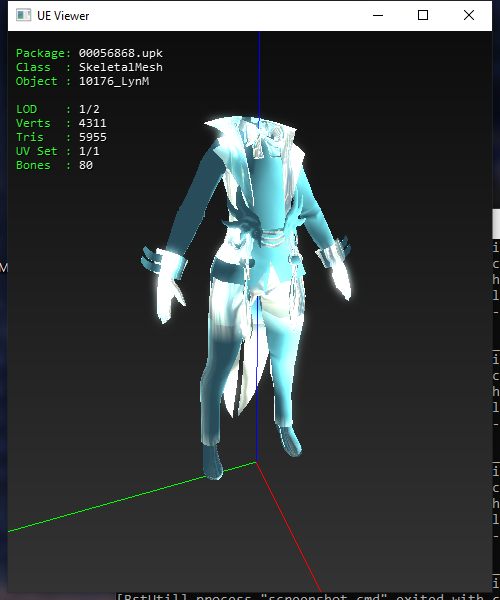 UE Viewer
Package: 00056868.upk
Class : SkeletalMesh
Object : 10176_LynM
LOD : 1/2
Verts : 4311
Tris : 5955
UV Set : 1/1
Bones : 80
M
i
c
h
l
-
i
c
h
l
-
i
c
h
l
-
i
[RstUtil] process "screenshot.cmd" exited with c